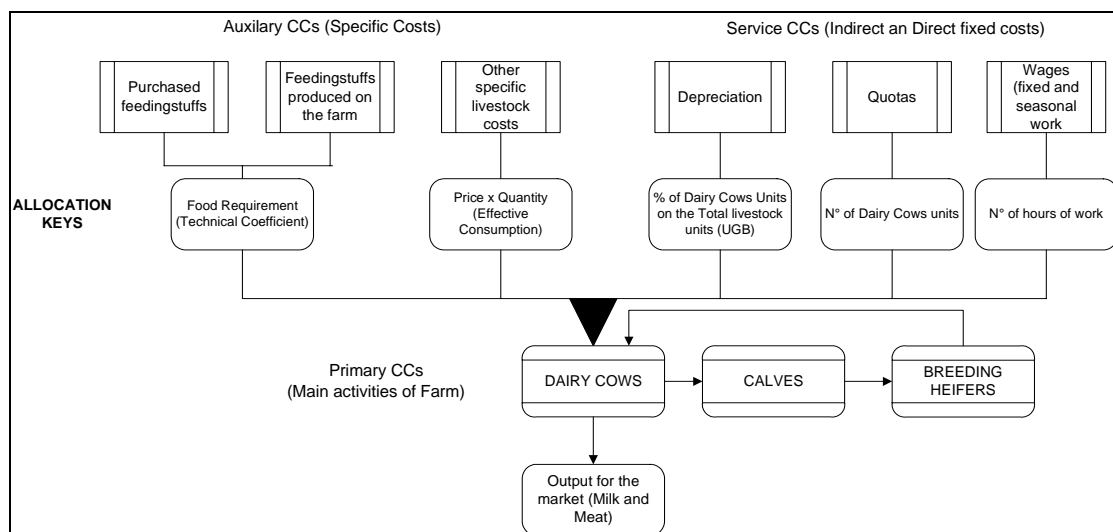 Auxilary CCs (Specific Costs)
Service CCs (Indirect an Direct fixed costs)
Purchased
feedingstuffs
Feedingstuffs
produced on
the farm
Other
specific
livestock
costs
Depreciation
Quotas
Wages
(fixed and
seasonal
work
ALLOCATION
KEYS
Food Requirement
(Technical Coefficient)
Price x Quantity
(Effective
Consumption)
% of Dairy Cows Units
on the Total livestock
units (UGB)
N° of Dairy Cows units
N° of hours of work
Primary CCs
(Main activities of Farm)
DAIRY COWS
CALVES
BREEDING
HEIFERS
Output for the
market (Milk and
Meat)